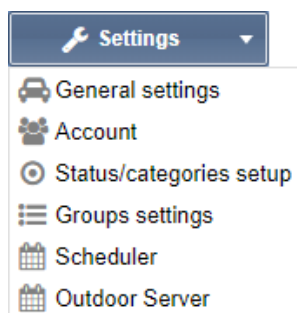 Settings
General settings
Account
Status/categories setup
Groups settings
Scheduler
Outdoor Server